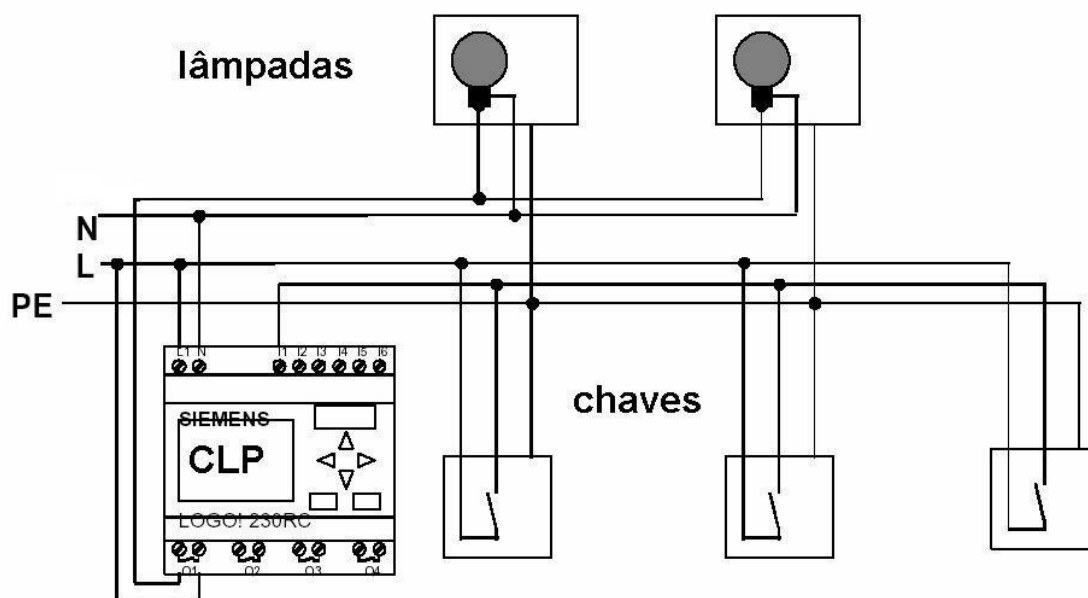 lâmpadas
N
L
PE
L1 N I1 I2 I3 I4 I5 I6
SIEMENS
CLP
LOGO! 230RC
Q1 Q2 Q3 Q4
chaves